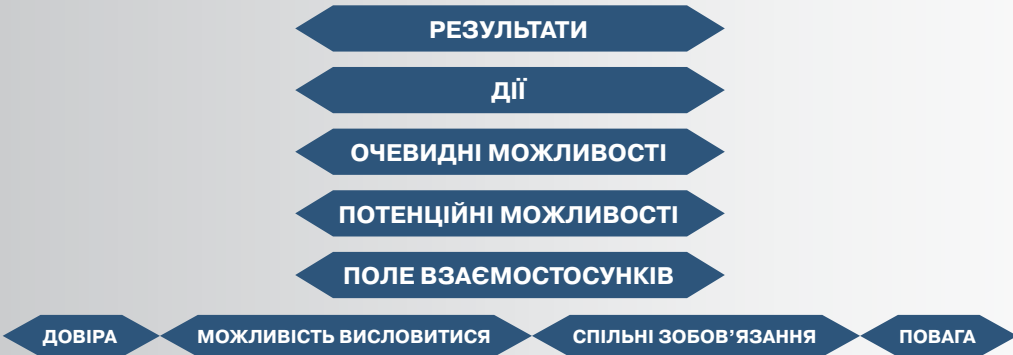 РЕЗУЛЬТАТИ
ДІЇ
ОЧЕВИДНІ МОЖЛИВОСТІ
ПОТЕНЦІЙНІ МОЖЛИВОСТІ
ПОЛЕ ВЗАЄМОСТОСУНКІВ
ДОВІРА МОЖЛИВІСТЬ ВИСЛОВИТИСЯ СПІЛЬНІ ЗОБОВ’ЯЗАННЯ ПОВАГА